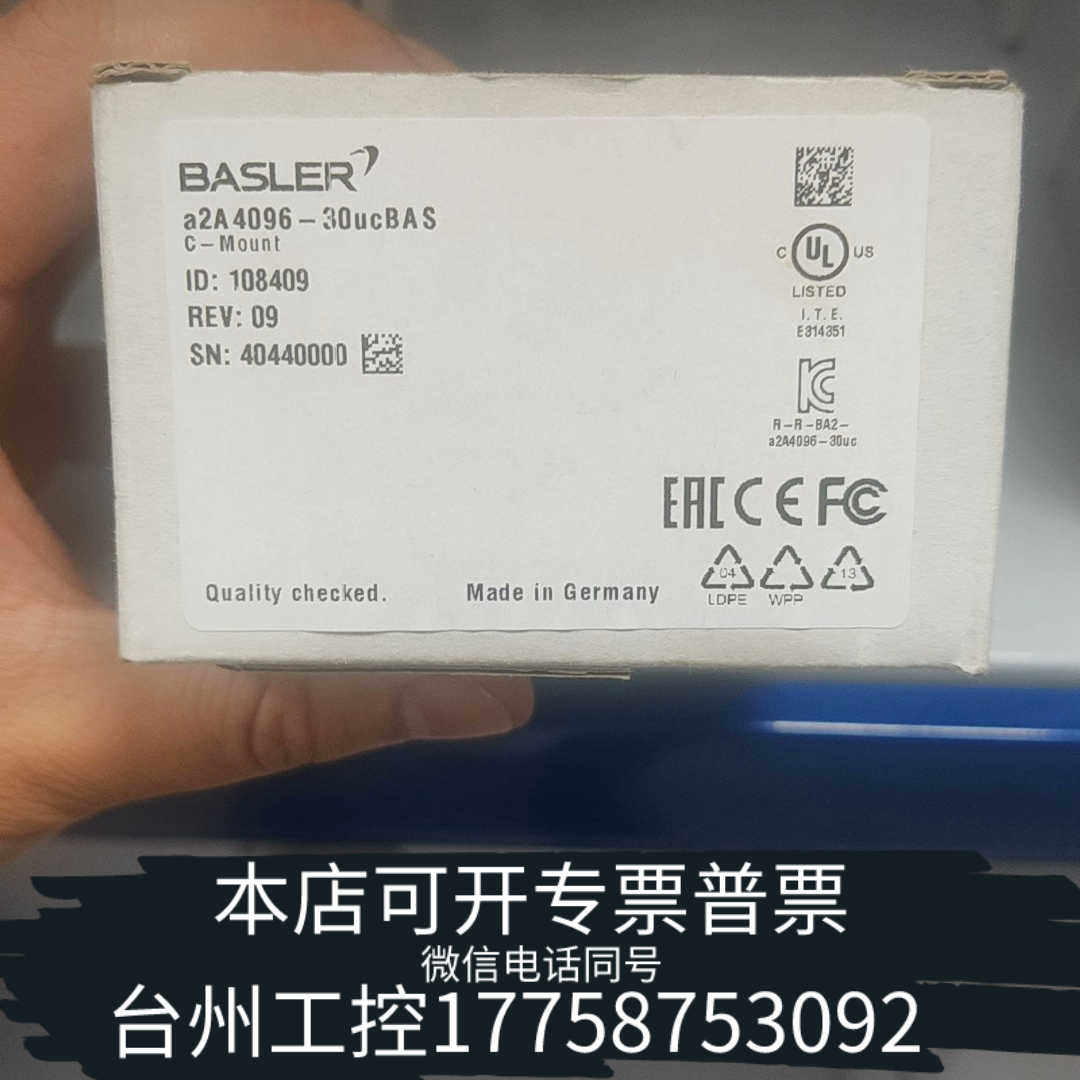 BASLER
a2A4096-30ucBAS
C-Mount
ID: 108409
REV: 09
SN: 40440000
C UL US
LISTED
I.T.E.
E314351
R-R-BA2-
a2A4096-30uc
EAC CE FC
Quality checked.
Made in Germany
04
13
LDPE
WPP
本店可开专票普票
微信电话同号
台州工控17758753092